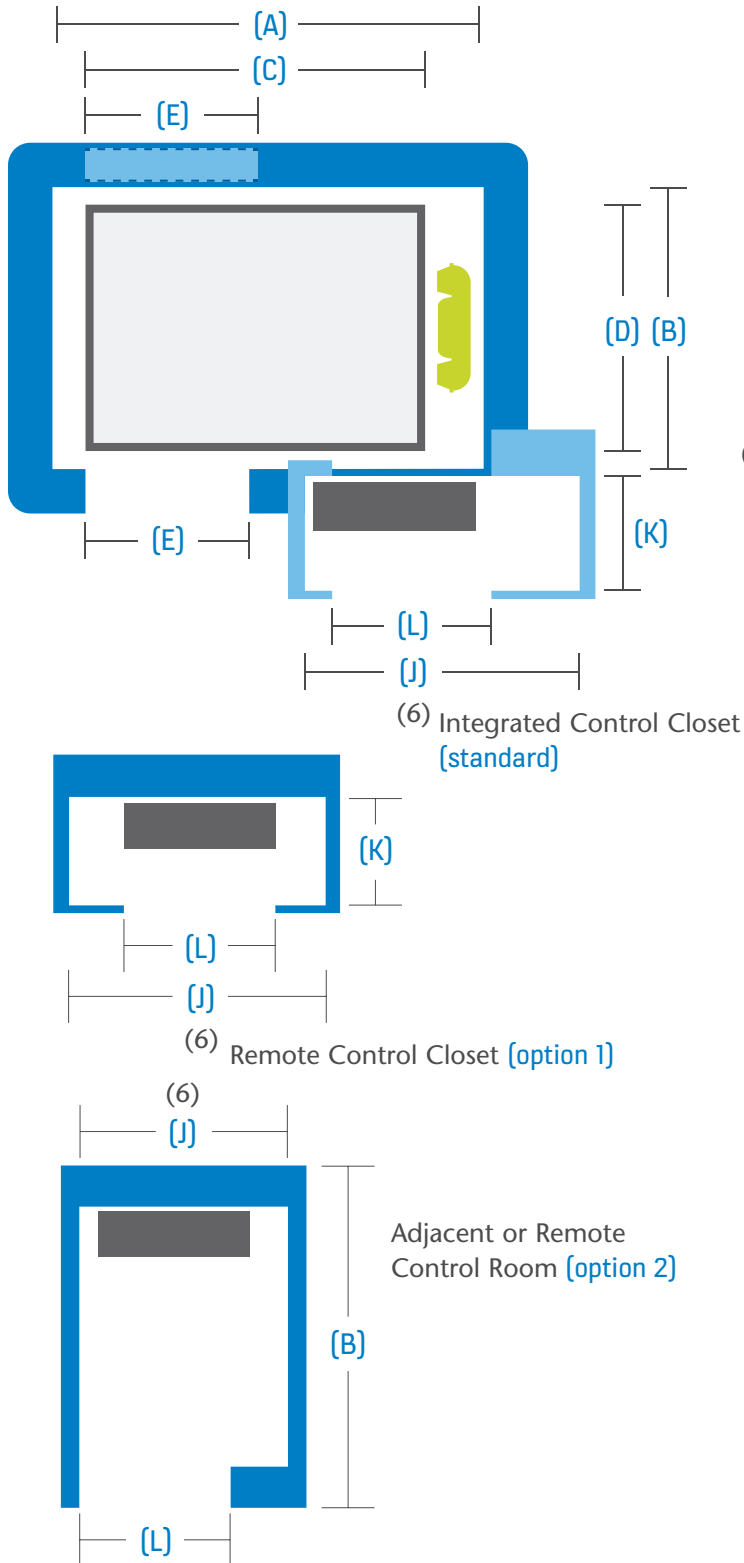 (A)
(C)
(E)
(D) (B)
(E)
(K)
(L)
(J)
(6) Integrated Control Closet
(standard)
(K)
(L)
(J)
(6) Remote Control Closet (option 1)
(6)
(J)
Adjacent or Remote
Control Room (option 2)
(B)
(L)